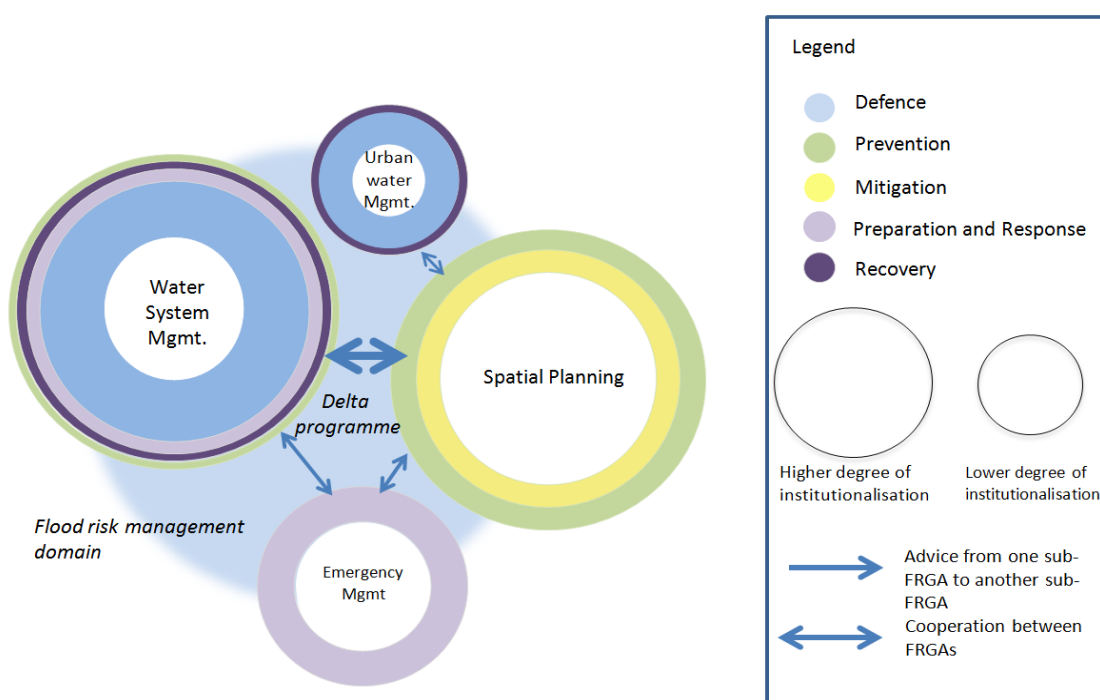 Urban
water
Mgmt.
Water
System
Mgmt.
Spatial Planning
Delta
programme
Flood risk management
domain
Emergency
Mgmt
Legend
Defence
Prevention
Mitigation
Preparation and Response
Recovery
Higher degree of
institutionalisation
Lower degree of
institutionalisation
Advice from one sub-
FRGA to another sub-
FRGA
Cooperation between
FRGAs